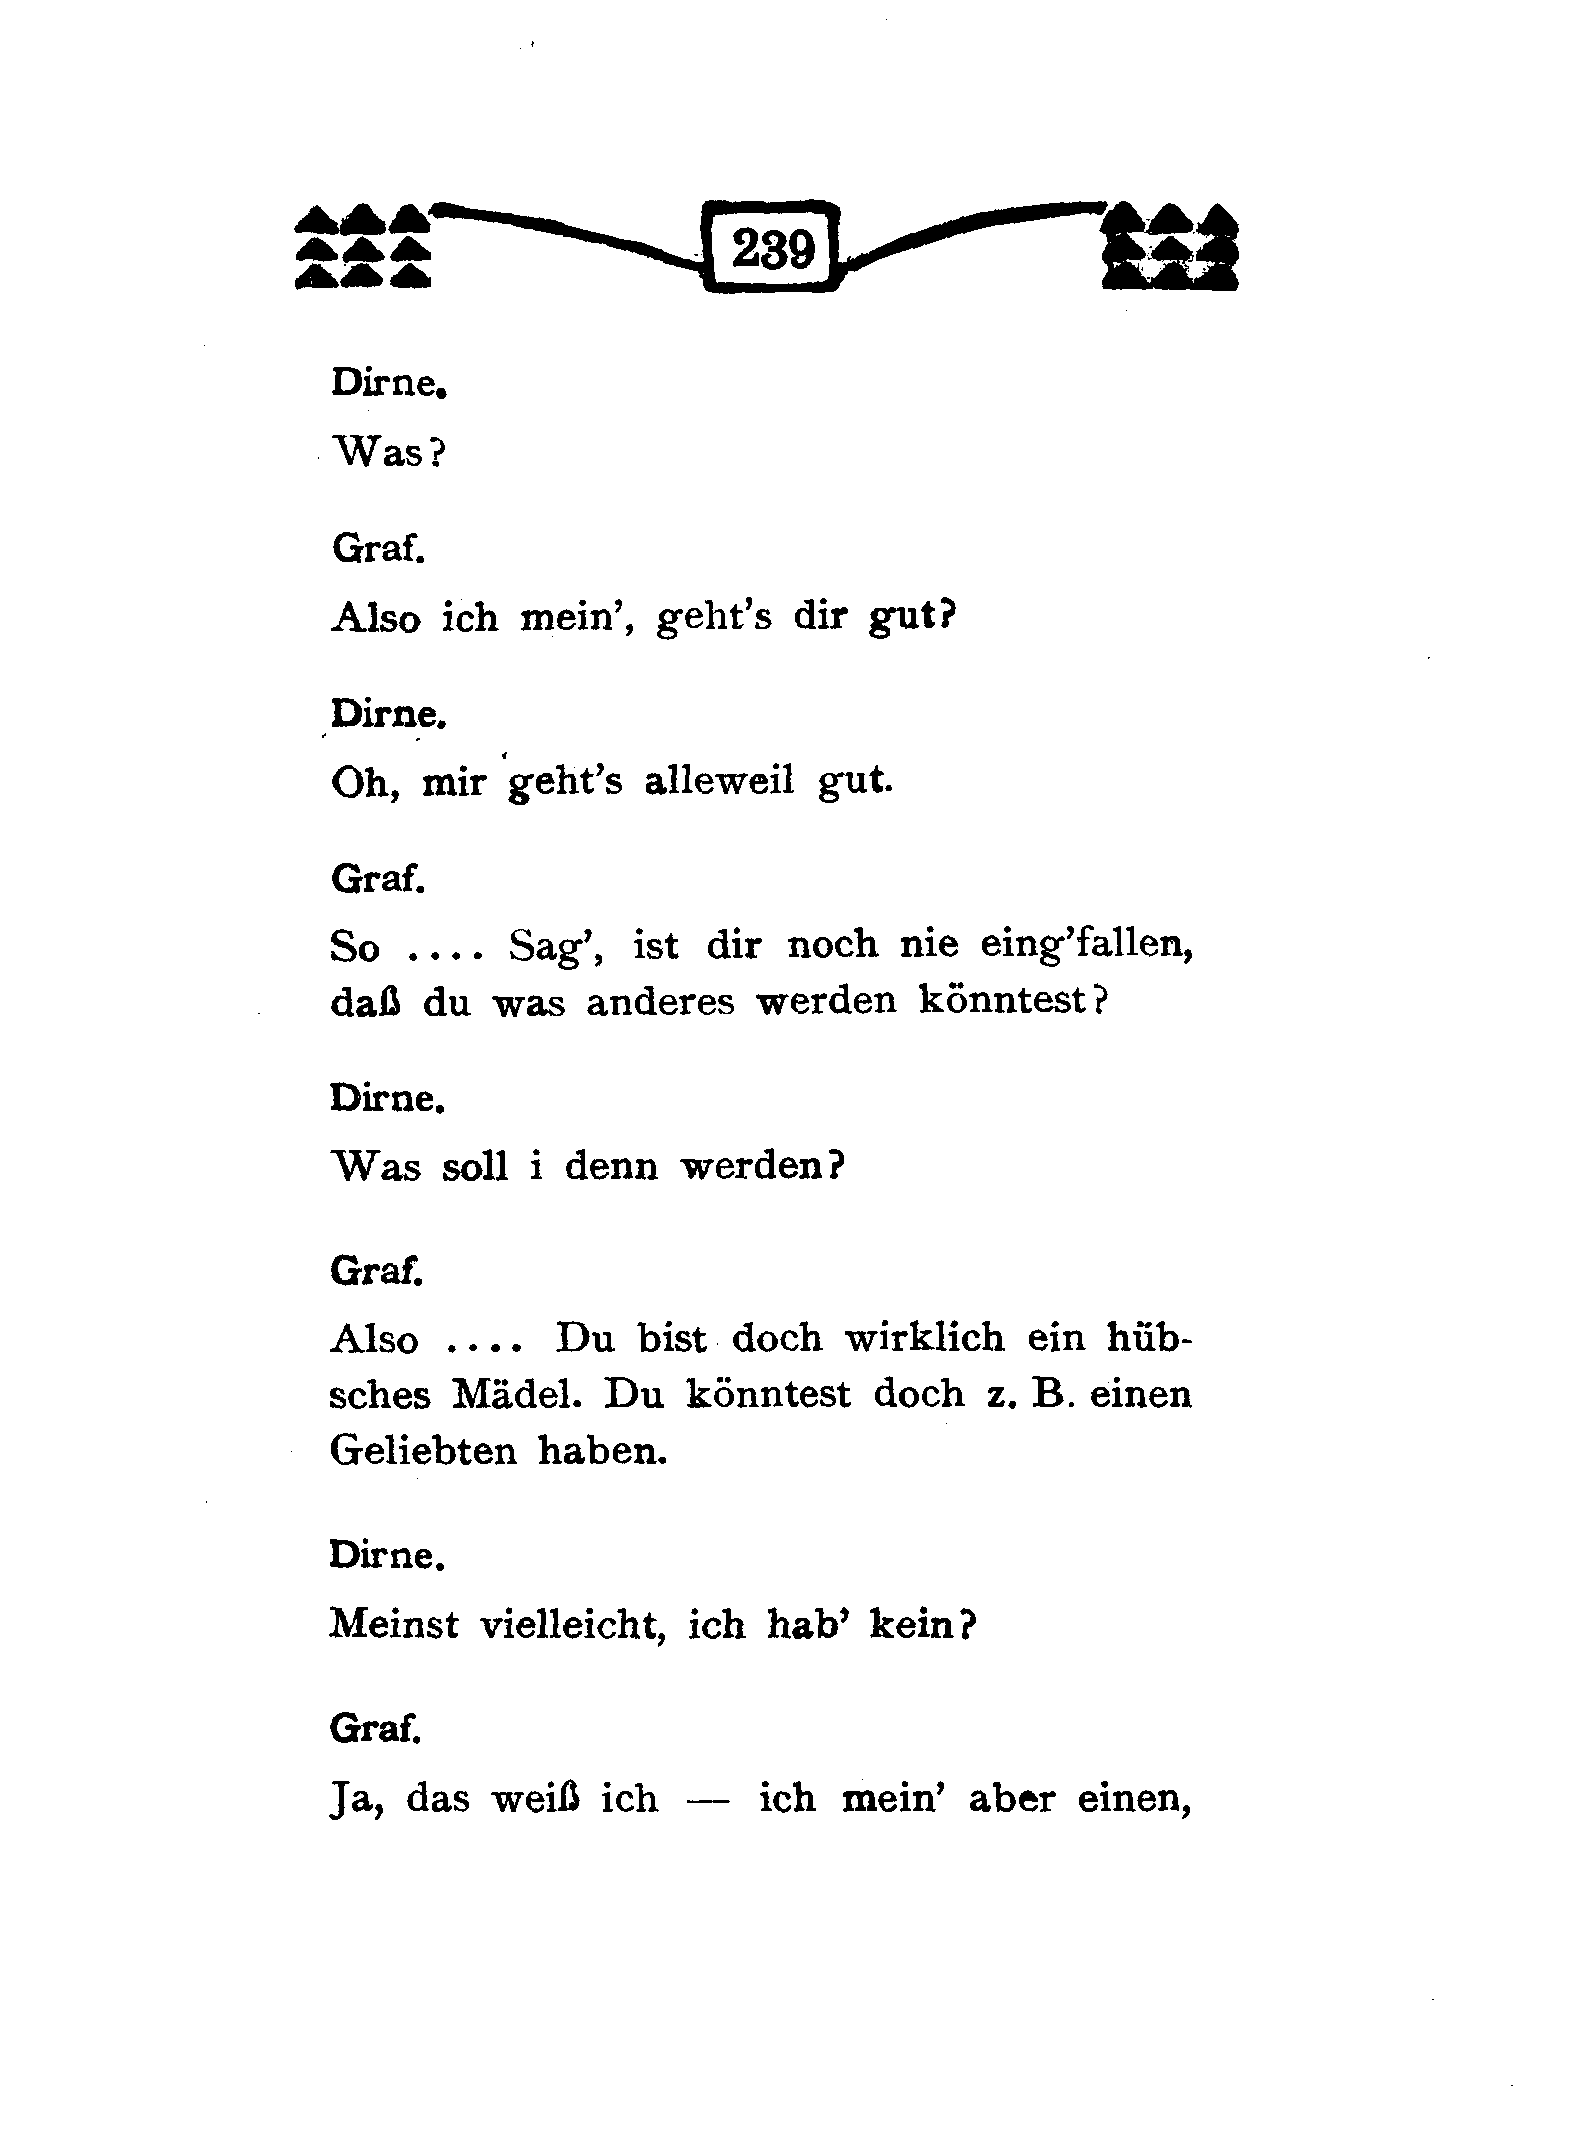 239
Dirne.
Was?
Graf.
Also ich mein’, geht’s dir gut?
Dirne.
Oh, mir geht’s alleweil gut.
Graf.
So .... Sag’, ist dir noch nie eing’fallen,
daß du was anderes werden könntest?
Dirne.
Was soll i denn werden?
Graf.
Also .... Du bist doch wirklich ein hüb-
sches Mädel. Du könntest doch z. B. einen
Geliebten haben.
Dirne.
Meinst vielleicht, ich hab’ kein?
Graf.
Ja, das weiß ich — ich mein’ aber einen,